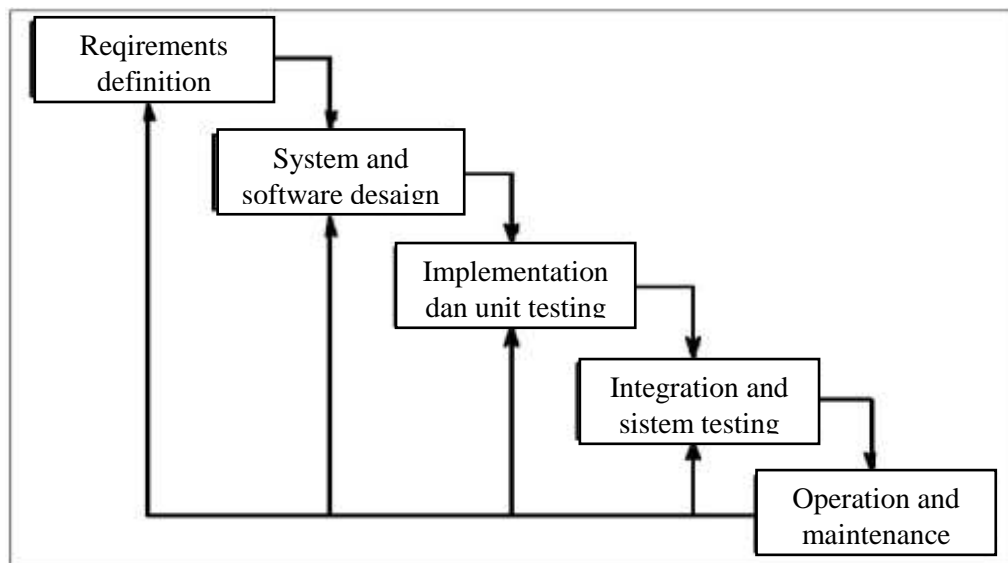 Reqirements
definition
System and
software desaign
Implementation
dan unit testing
Integration and
sistem testing
Operation and
maintenance